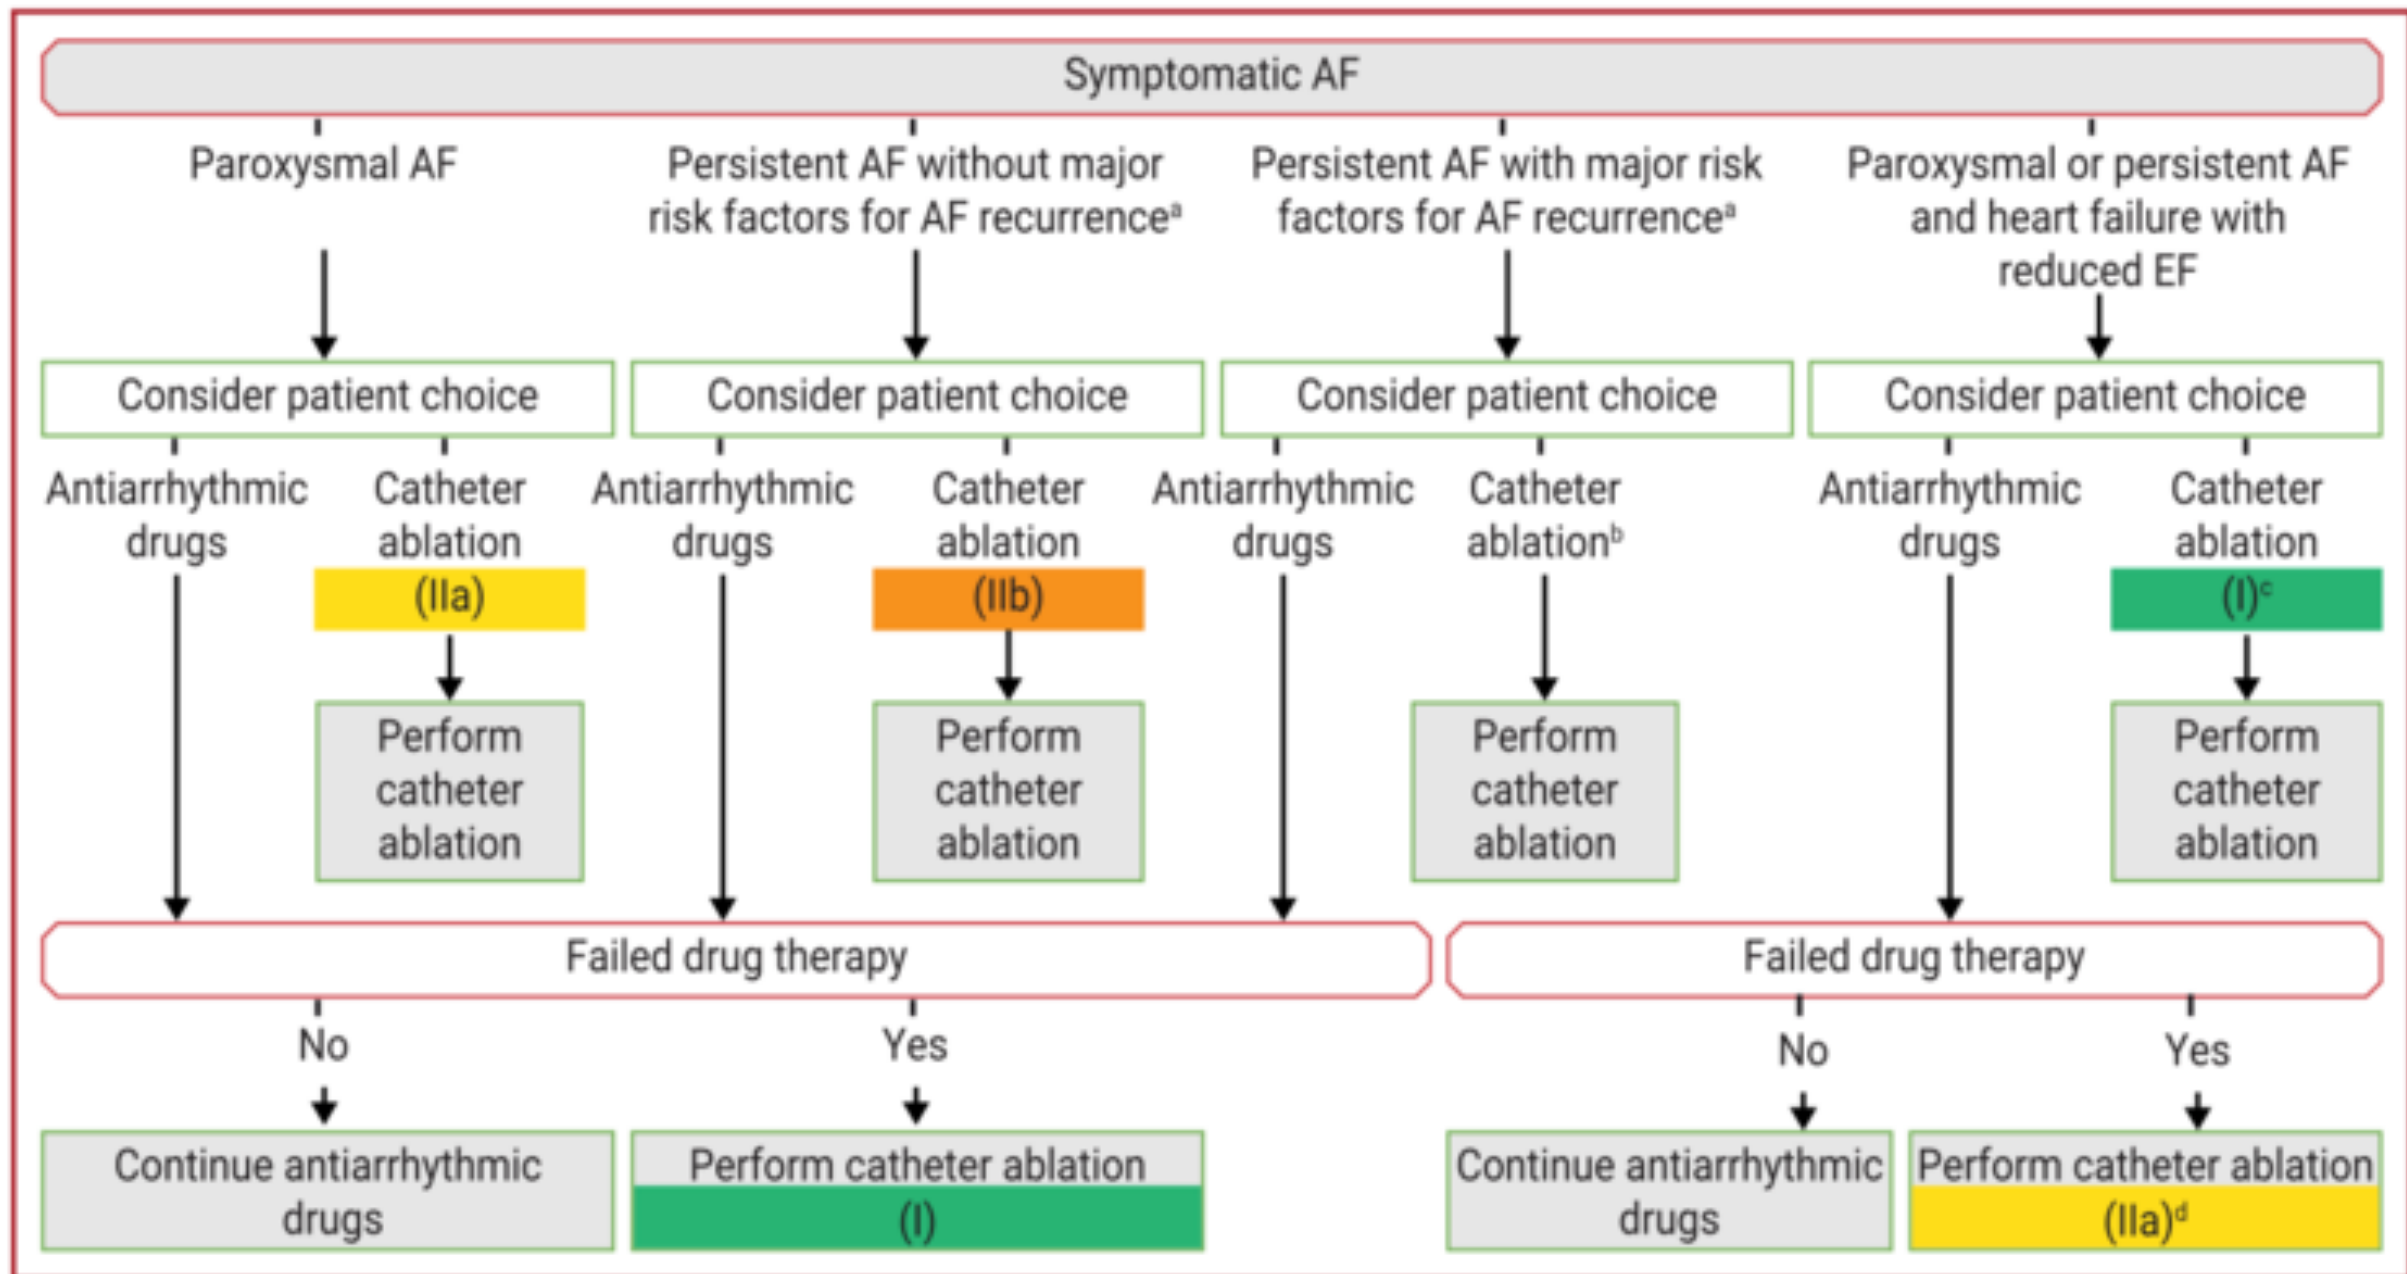 Symptomatic AF
Paroxysmal AF
Persistent AF without major
risk factors for AF recurrenceᵃ
Persistent AF with major risk
factors for AF recurrenceᵃ
Paroxysmal or persistent AF
and heart failure with
reduced EF
Consider patient choice
Consider patient choice
Consider patient choice
Consider patient choice
Antiarrhythmic
drugs
Catheter
ablation
(IIa)
Antiarrhythmic
drugs
Catheter
ablation
(IIb)
Antiarrhythmic
drugs
Catheter
ablationᵇ
Antiarrhythmic
drugs
Catheter
ablation
(I)ᶜ
Perform
catheter
ablation
Perform
catheter
ablation
Perform
catheter
ablation
Perform
catheter
ablation
Failed drug therapy
Failed drug therapy
No
Yes
No
Yes
Continue antiarrhythmic
drugs
Perform catheter ablation
(I)
Continue antiarrhythmic
drugs
Perform catheter ablation
(IIa)ᵈ